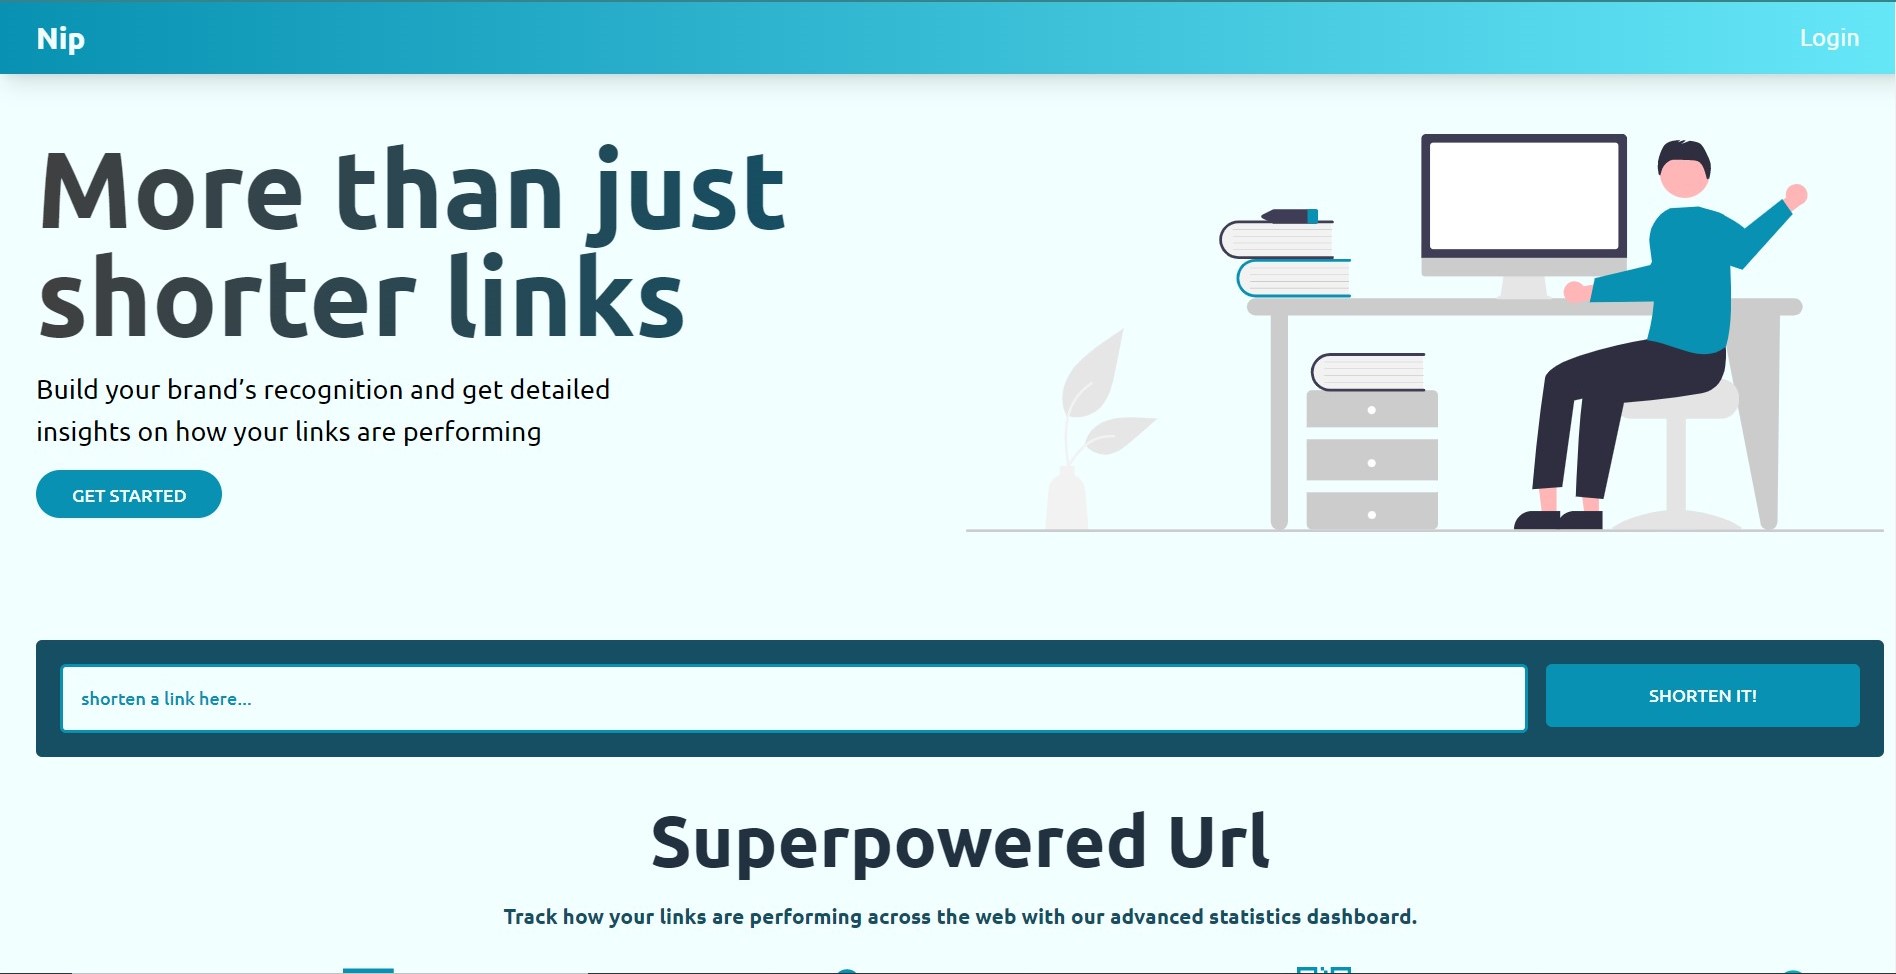 Nip
Login
More than just
shorter links
Build your brand’s recognition and get detailed
insights on how your links are performing
GET STARTED
shorten a link here...
SHORTEN IT!
Superpowered Url
Track how your links are performing across the web with our advanced statistics dashboard.